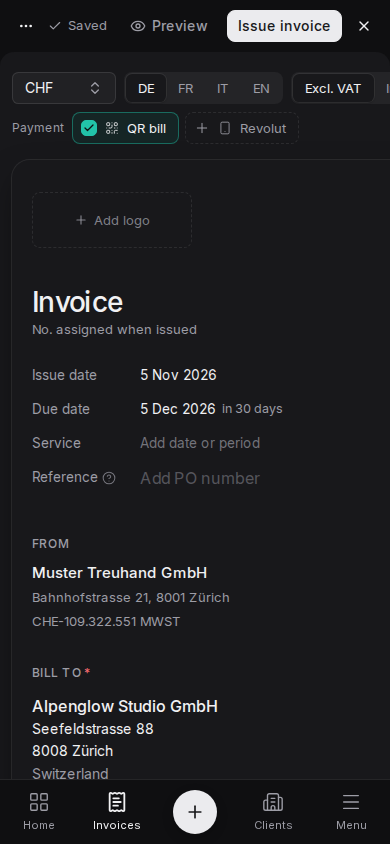 Saved Preview Issue invoice
CHF DE FR IT EN Excl. VAT
Payment QR bill Revolut
Add logo
Invoice
No. assigned when issued
Issue date 5 Nov 2026
Due date 5 Dec 2026 in 30 days
Service Add date or period
Reference Add PO number
FROM
Muster Treuhand GmbH
Bahnhofstrasse 21, 8001 Zürich
CHE-109.322.551 MWST
BILL TO *
Alpenglow Studio GmbH
Seefeldstrasse 88
8008 Zürich
Switzerland
Home Invoices Clients Menu